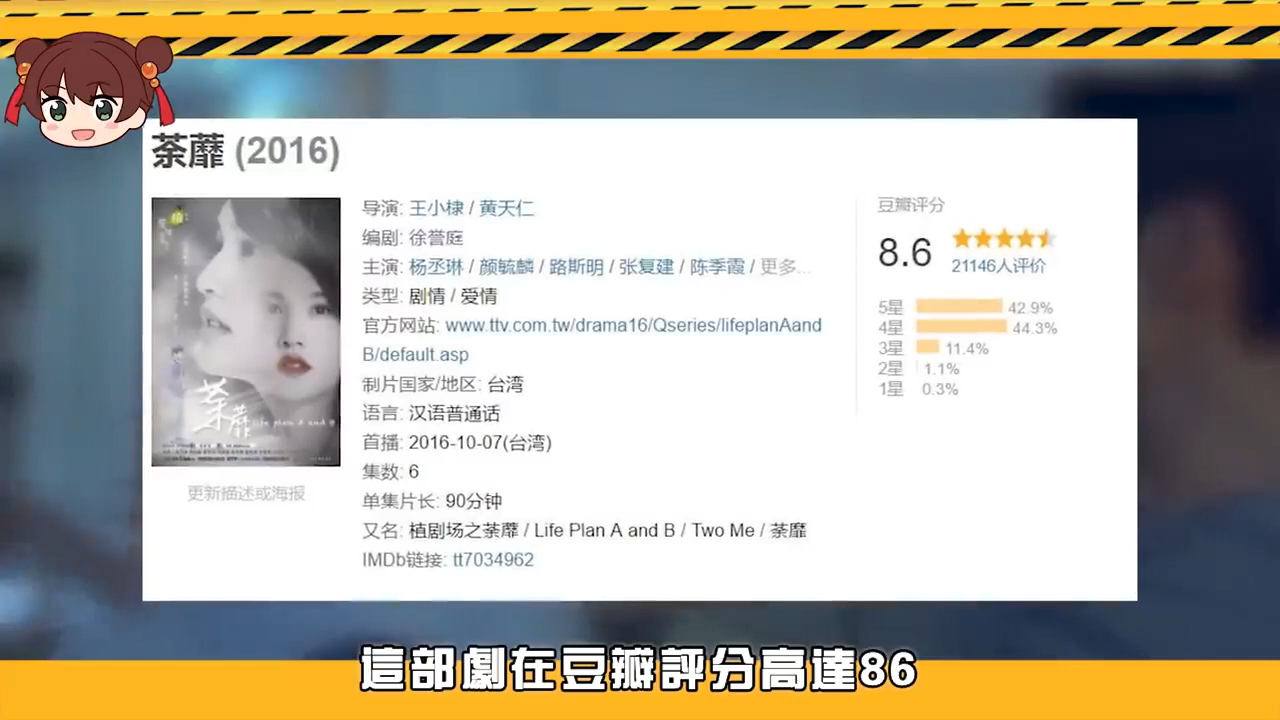 荼蘼 (2016)
导演: 王小棣 / 黄天仁
编剧: 徐誉庭
主演: 杨丞琳 / 颜毓麟 / 路斯明 / 张复建 / 陈季霞 / 更多...
类型: 剧情 / 爱情
官方网站: www.ttv.com.tw/drama16/Qseries/lifeplanAand
B/default.asp
制片国家/地区: 台湾
语言: 汉语普通话
首播: 2016-10-07(台湾)
集数: 6
单集片长: 90分钟
又名: 植剧场之荼蘼 / Life Plan A and B / Two Me / 荼靡
IMDb链接: tt7034962
豆瓣评分
8.6
21146人评价
5星 42.9%
4星 44.3%
3星 11.4%
2星 1.1%
1星 0.3%
荼蘼
life plan A and B
更新描述或海报
這部劇在豆瓣評分高達86